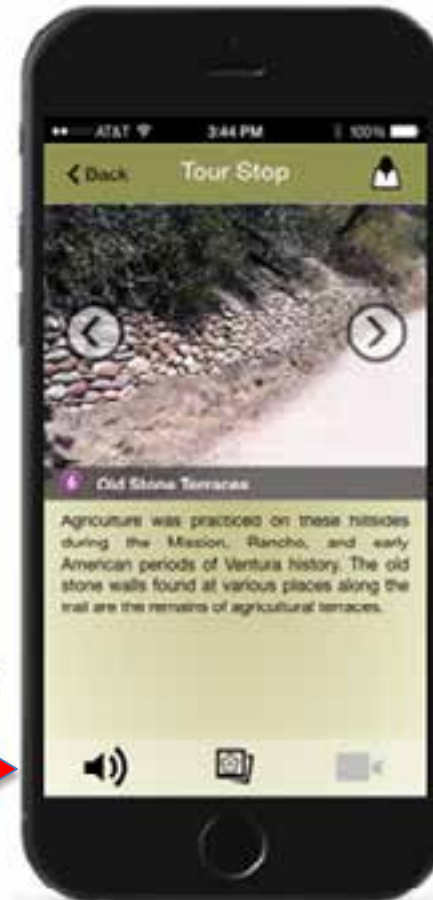 AT&T 3:44 PM 100%
Back Tour Stop
6 Old Stone Terraces
Agriculture was practiced on these hillsides
during the Mission, Rancho, and early
American periods of Ventura history. The old
stone walls found at various places along the
trail are the remains of agricultural terraces.